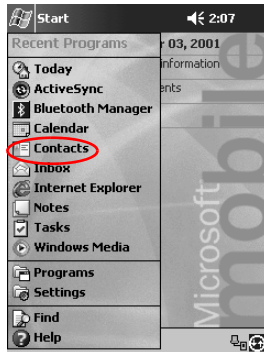 Start 2:07
Recent Programs r 03, 2001
Today information
ActiveSync ents
Bluetooth Manager
Calendar
Contacts
Inbox
Internet Explorer
Notes
Tasks
Windows Media
Programs
Settings
Find
Help
Microsoft
mobile